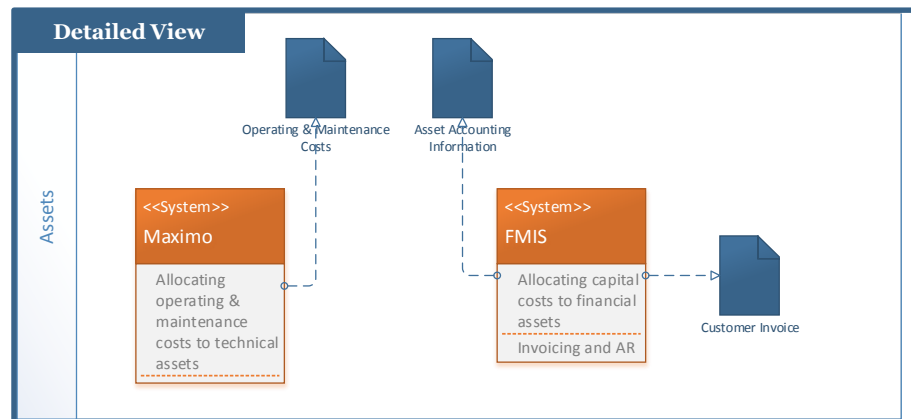 Detailed View
Assets
Operating & Maintenance
Costs
Asset Accounting
Information
<<System>>
Maximo
Allocating
operating &
maintenance
costs to technical
assets
<<System>>
FMIS
Allocating capital
costs to financial
assets
Invoicing and AR
Customer Invoice